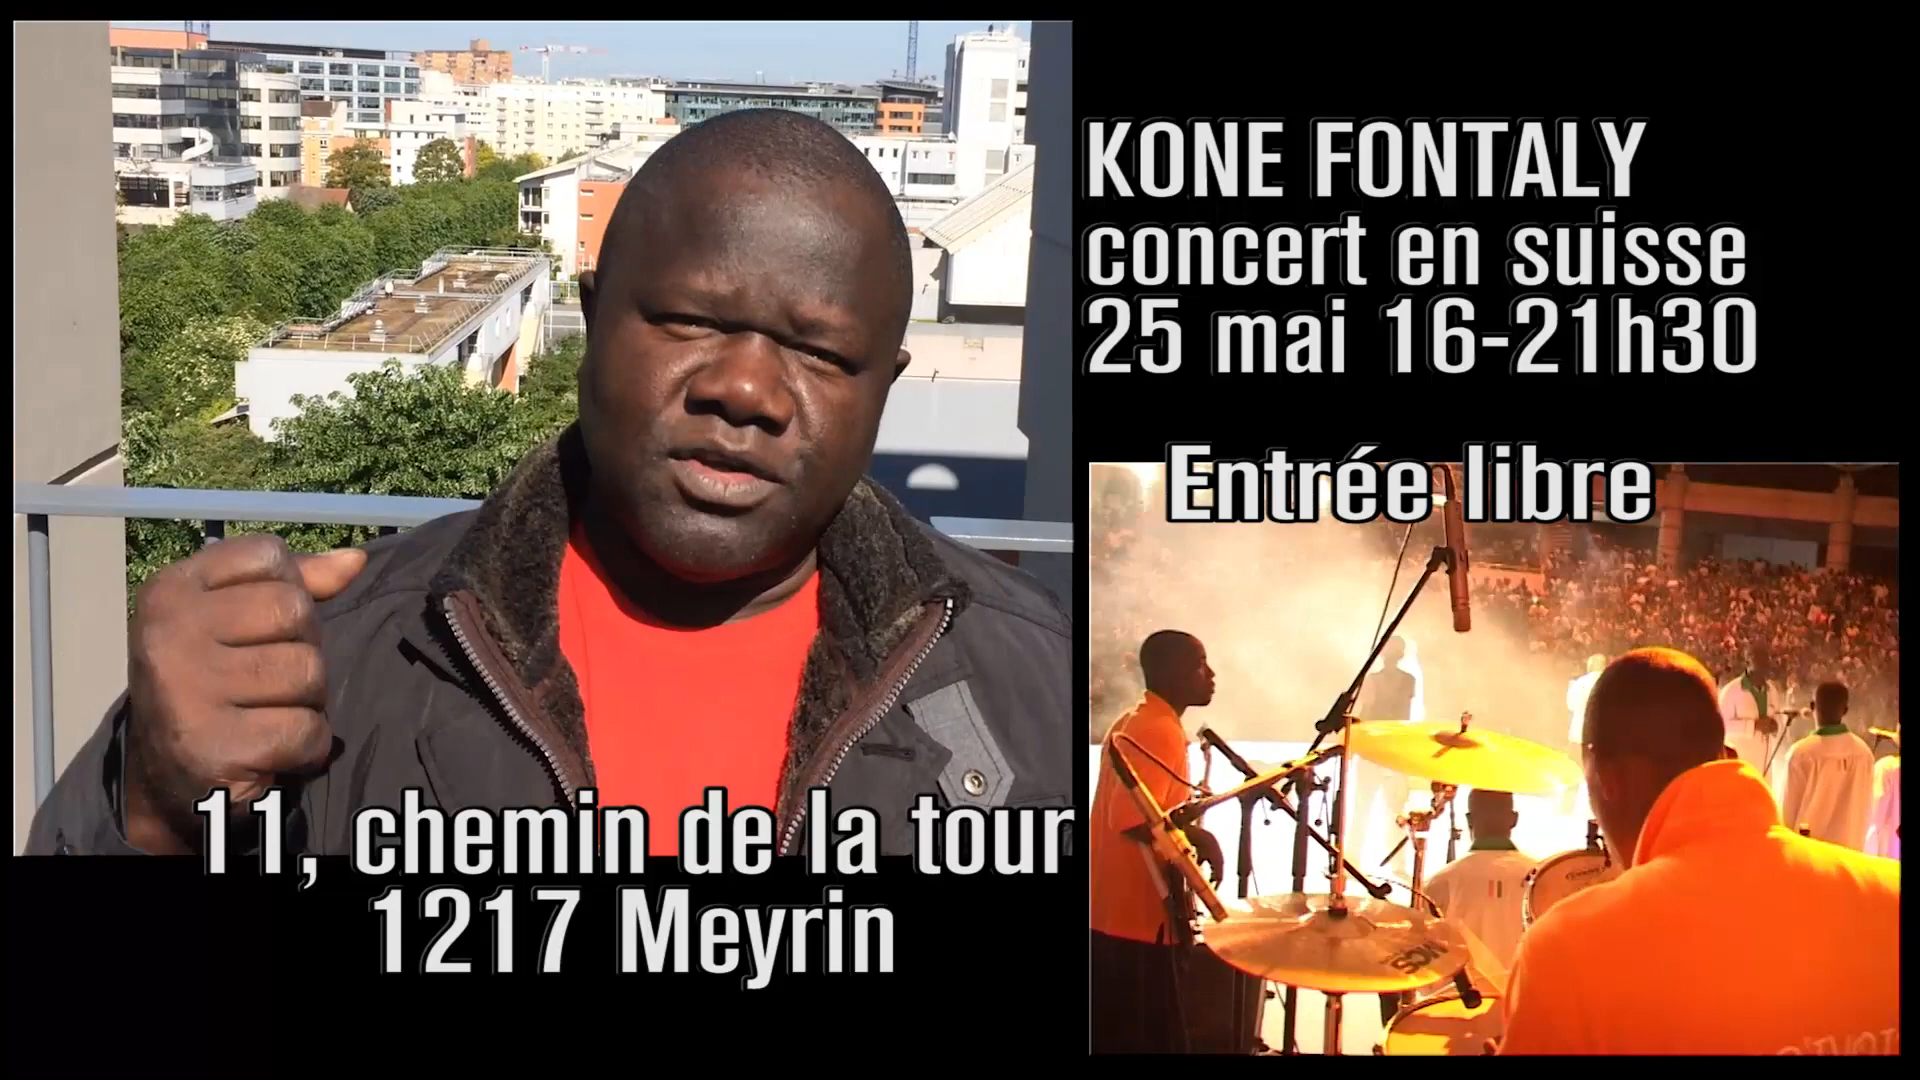 KONE FONTALY
concert en suisse
25 mai 16-21h30
Entrée libre
11, chemin de la tour
1217 Meyrin